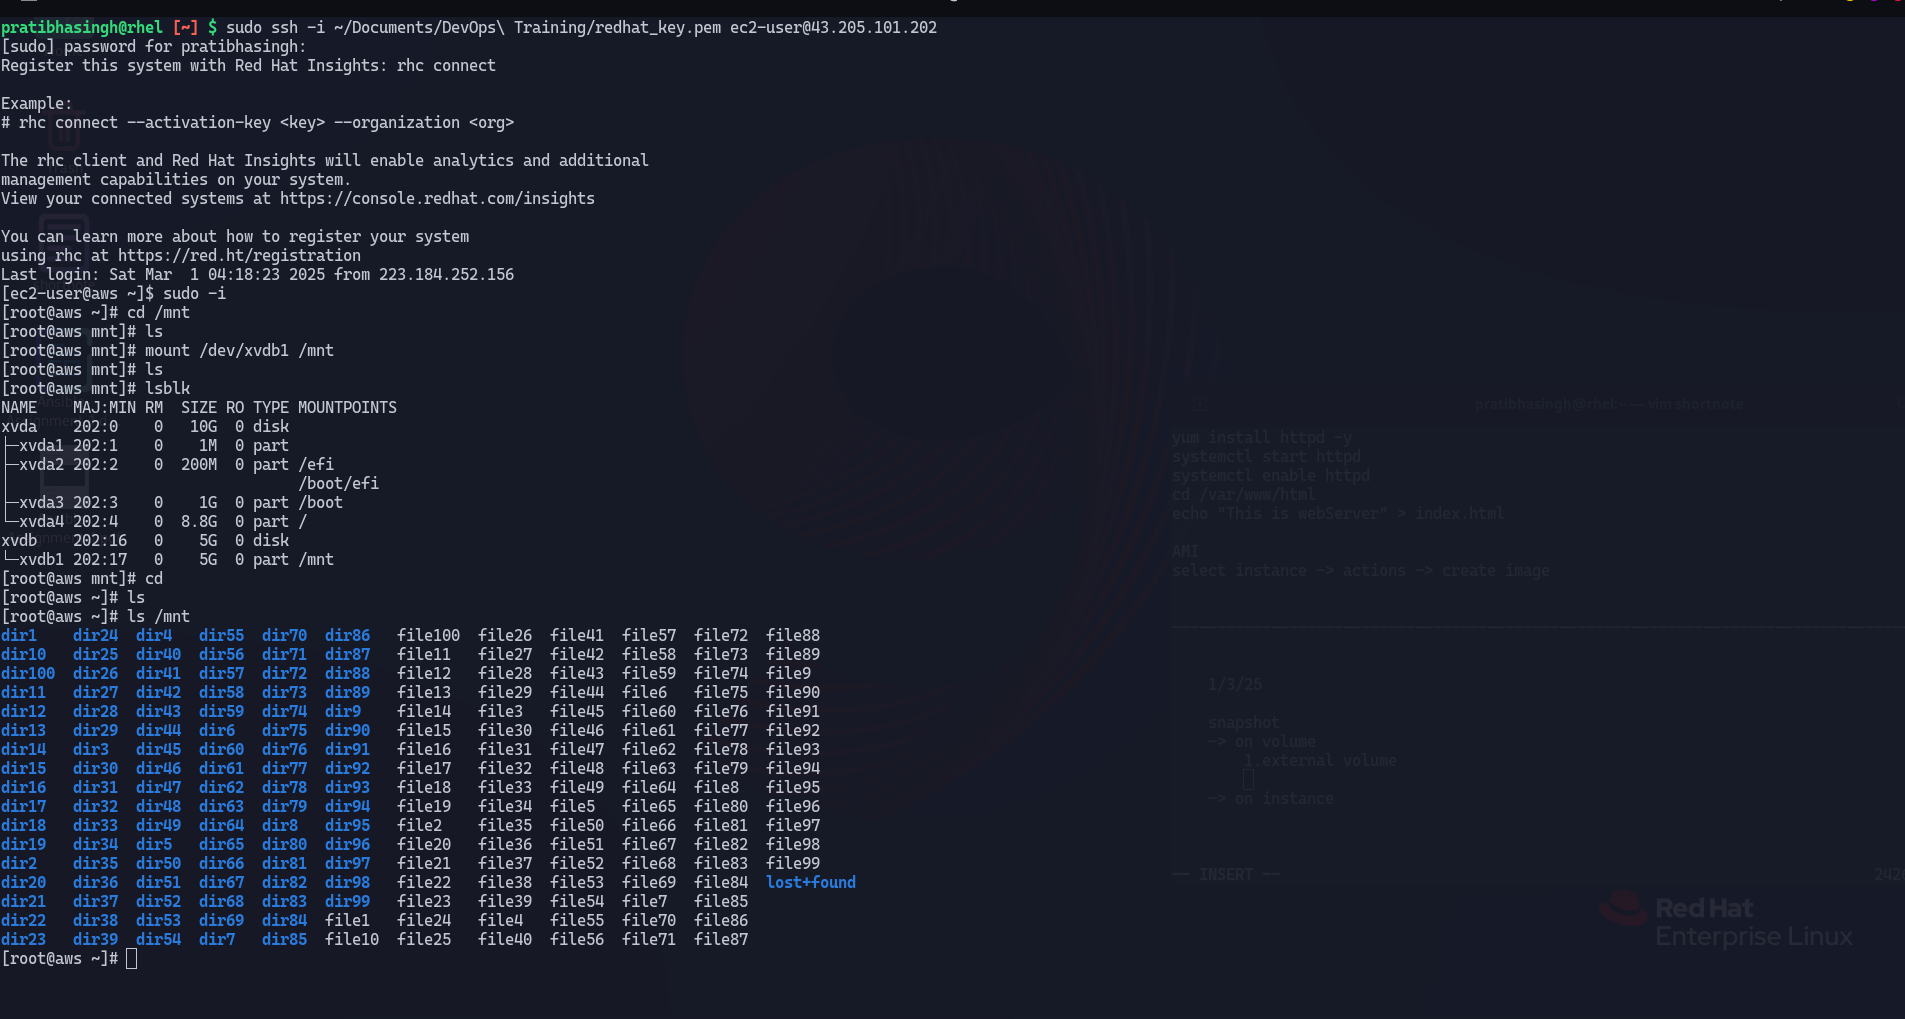 pratibhasingh@rhel [~] $ sudo ssh -i ~/Documents/DevOps\ Training/redhat_key.pem ec2-user@43.205.101.202
[sudo] password for pratibhasingh:
Register this system with Red Hat Insights: rhc connect
Example:
# rhc connect --activation-key <key> --organization <org>
The rhc client and Red Hat Insights will enable analytics and additional
management capabilities on your system.
View your connected systems at https://console.redhat.com/insights
You can learn more about how to register your system
using rhc at https://red.ht/registration
Last login: Sat Mar  1 04:18:23 2025 from 223.184.252.156
[ec2-user@aws ~]$ sudo -i
[root@aws ~]# cd /mnt
[root@aws mnt]# ls
[root@aws mnt]# mount /dev/xvdb1 /mnt
[root@aws mnt]# ls
[root@aws mnt]# lsblk
NAME    MAJ:MIN RM  SIZE RO TYPE MOUNTPOINTS
xvda    202:0    0   10G  0 disk
├─xvda1 202:1    0    1M  0 part
├─xvda2 202:2    0  200M  0 part /efi
│                                /boot/efi
├─xvda3 202:3    0    1G  0 part /boot
└─xvda4 202:4    0  8.8G  0 part /
xvdb    202:16   0    5G  0 disk
└─xvdb1 202:17   0    5G  0 part /mnt
[root@aws mnt]# cd
[root@aws ~]# ls
[root@aws ~]# ls /mnt
dir1    dir24  dir4   dir55  dir70  dir86   file100  file26  file41  file57  file72  file88
dir10   dir25  dir40  dir56  dir71  dir87   file11   file27  file42  file58  file73  file89
dir100  dir26  dir41  dir57  dir72  dir88   file12   file28  file43  file59  file74  file9
dir11   dir27  dir42  dir58  dir73  dir89   file13   file29  file44  file6   file75  file90
dir12   dir28  dir43  dir59  dir74  dir9    file14   file3   file45  file60  file76  file91
dir13   dir29  dir44  dir6   dir75  dir90   file15   file30  file46  file61  file77  file92
dir14   dir3   dir45  dir60  dir76  dir91   file16   file31  file47  file62  file78  file93
dir15   dir30  dir46  dir61  dir77  dir92   file17   file32  file48  file63  file79  file94
dir16   dir31  dir47  dir62  dir78  dir93   file18   file33  file49  file64  file8   file95
dir17   dir32  dir48  dir63  dir79  dir94   file19   file34  file5   file65  file80  file96
dir18   dir33  dir49  dir64  dir8   dir95   file2    file35  file50  file66  file81  file97
dir19   dir34  dir5   dir65  dir80  dir96   file20   file36  file51  file67  file82  file98
dir2    dir35  dir50  dir66  dir81  dir97   file21   file37  file52  file68  file83  file99
dir20   dir36  dir51  dir67  dir82  dir98   file22   file38  file53  file69  file84  lost+found
dir21   dir37  dir52  dir68  dir83  dir99   file23   file39  file54  file7   file85
dir22   dir38  dir53  dir69  dir84  file1   file24   file4   file55  file70  file86
dir23   dir39  dir54  dir7   dir85  file10  file25   file40  file56  file71  file87
[root@aws ~]#
pratibhasingh@rhel:~ — vim shortnote
yum install httpd -y
systemctl start httpd
systemctl enable httpd
cd /var/www/html
echo "This is webServer" > index.html
AMI
select instance -> actions -> create image
1/3/25
snapshot
-> on volume
1.external volume
-> on instance
-- INSERT --
Red Hat
Enterprise Linux